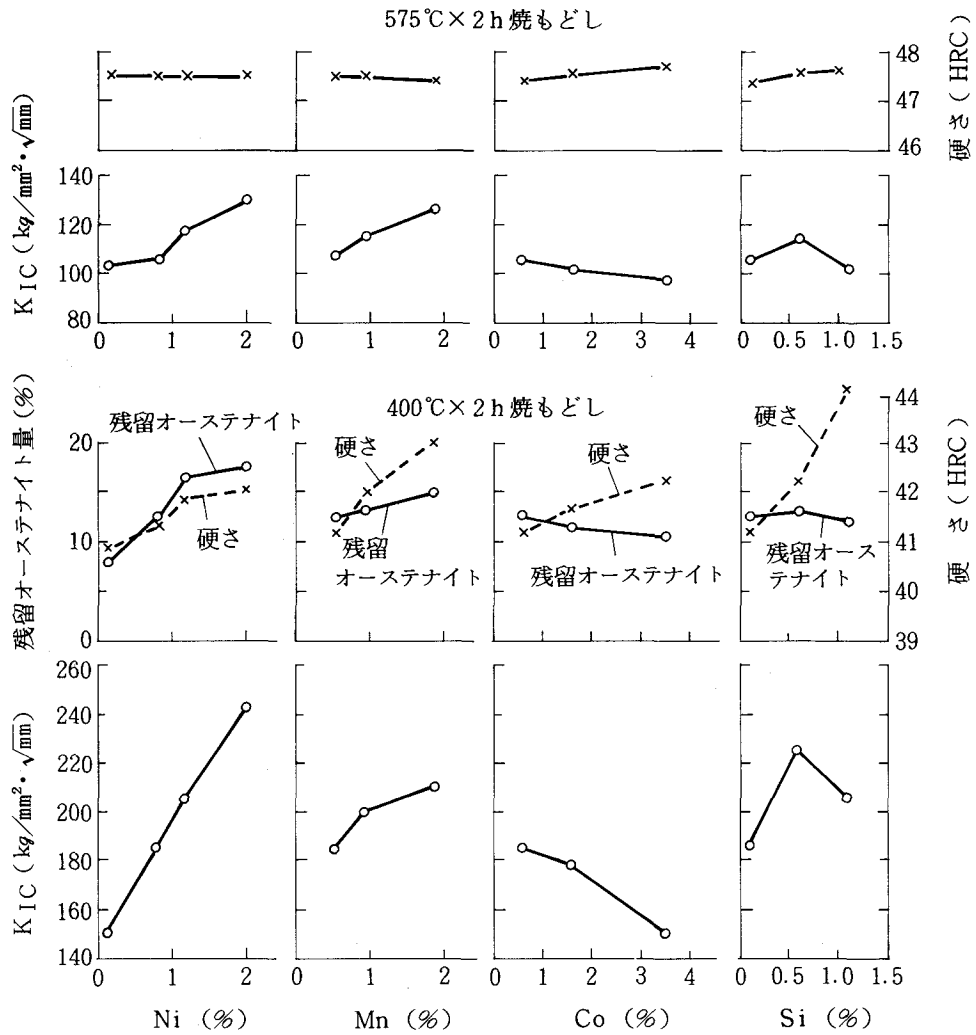 575℃×2h焼もどし
48
47
46
硬さ(HRC)
KIC(kg/mm²·√mm)
140
120
100
80
0 1 2
0 1 2
0 1 2 3 4
0 0.5 1.0 1.5
400℃×2h焼もどし
残留オーステナイト量(%)
20
10
0
残留オーステナイト
硬さ
硬さ
残留
オーステナイト
硬さ
残留オーステナイト
硬さ
残留オース
テナイト
44
43
42
41
40
39
硬さ(HRC)
KIC(kg/mm²·√mm)
260
240
220
200
180
160
140
0 1 2
0 1 2
0 1 2 3 4
0 0.5 1.0 1.5
Ni (%)
Mn (%)
Co (%)
Si (%)